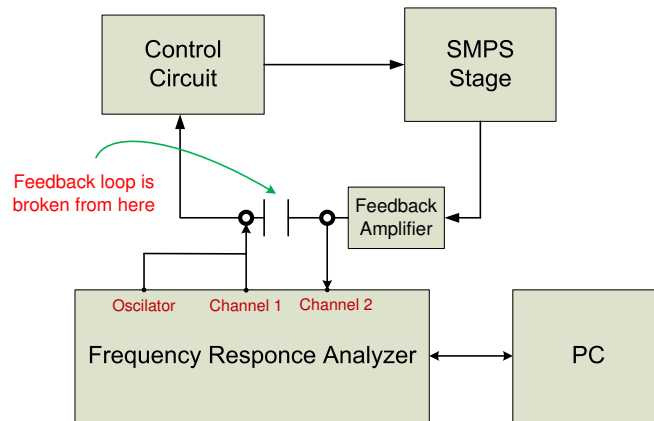 Control
Circuit
SMPS
Stage
Feedback loop is
broken from here
Feedback
Amplifier
Oscilator
Channel 1
Channel 2
Frequency Responce Analyzer
PC